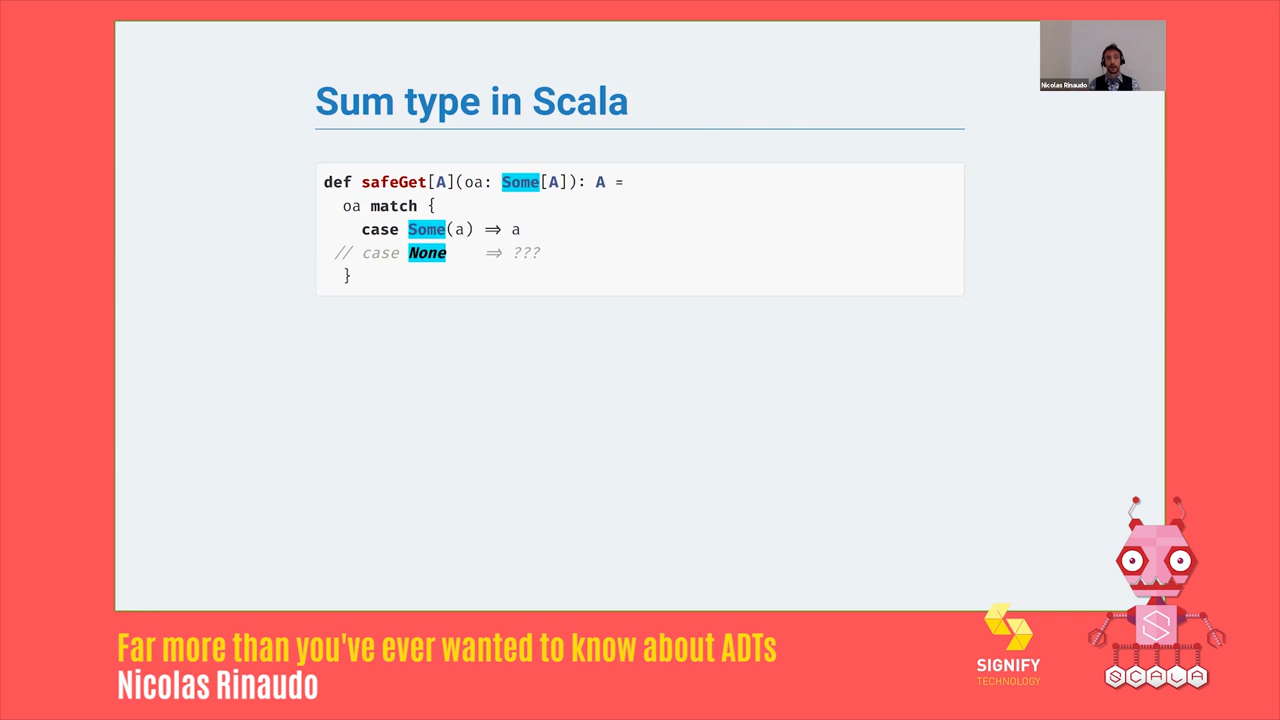 Sum type in Scala
Nicolas Rinaudo
def safeGet[A](oa: Some[A]): A =
oa match {
case Some(a) ⇒ a
// case None ⇒ ???
}
Far more than you've ever wanted to know about ADTs
Nicolas Rinaudo
SIGNIFY
TECHNOLOGY
SCALA